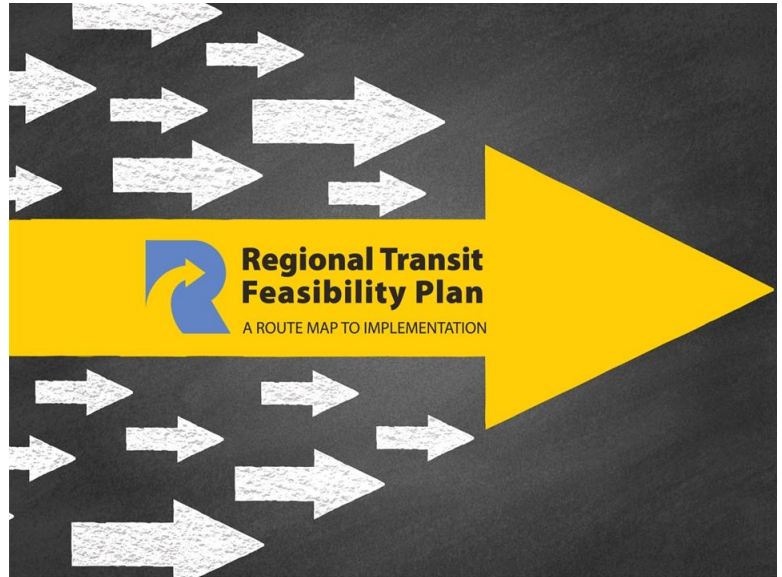 Regional Transit
Feasibility Plan
A ROUTE MAP TO IMPLEMENTATION